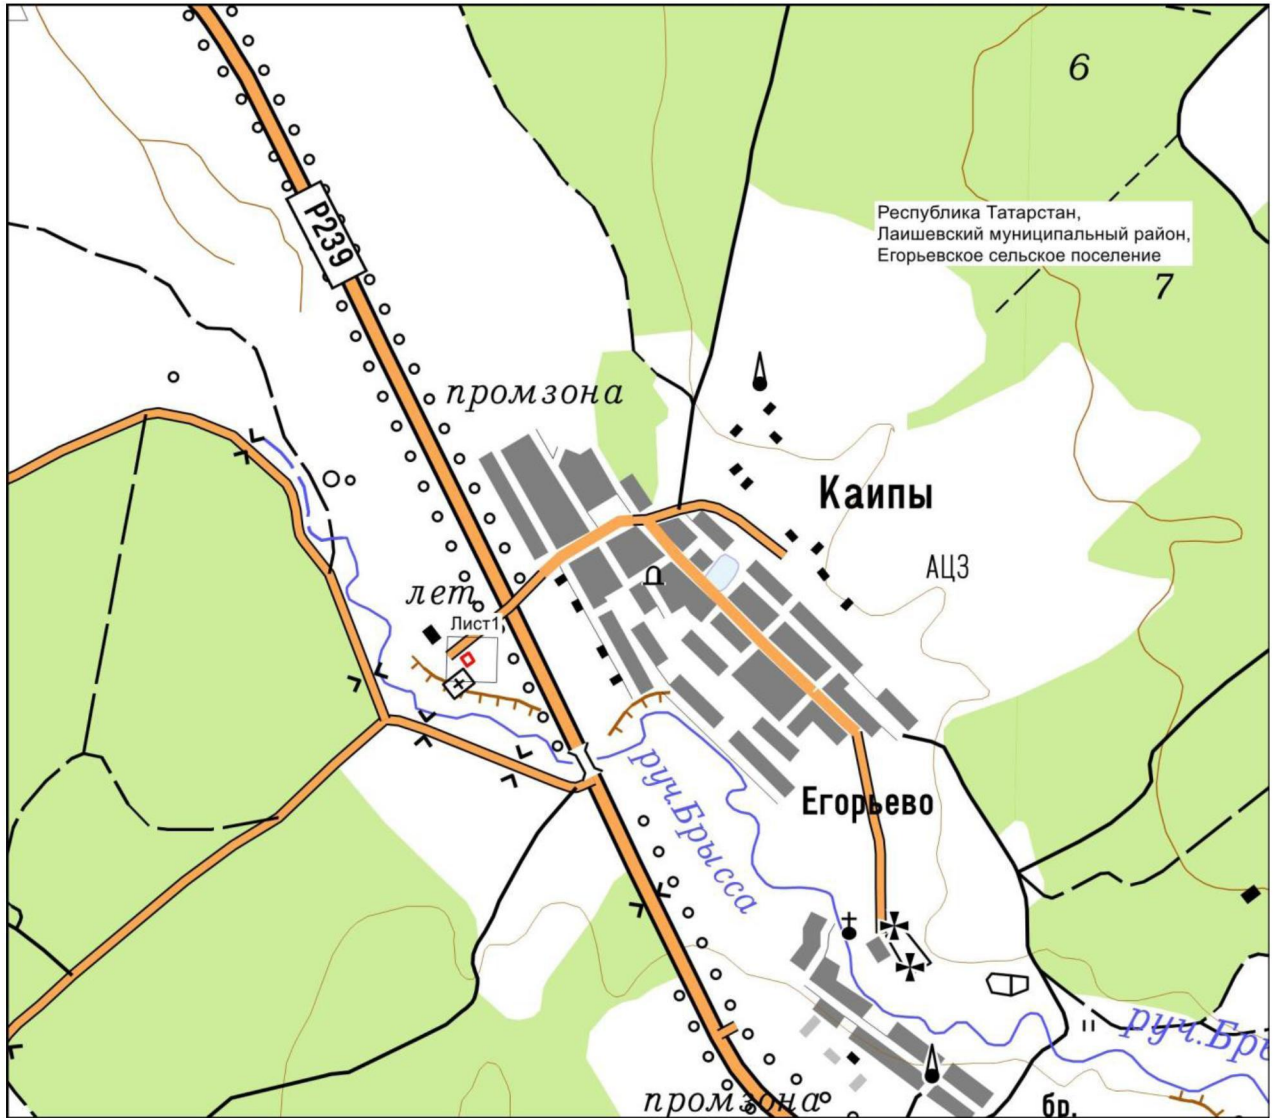 6
Р239
Республика Татарстан,
Лаишевский муниципальный район,
Егорьевское сельское поселение
7
промзона
Каипы
АЦЗ
лет.
Лист1
руч.Брысса
Егорьево
руч.Бры
промзона
бр.